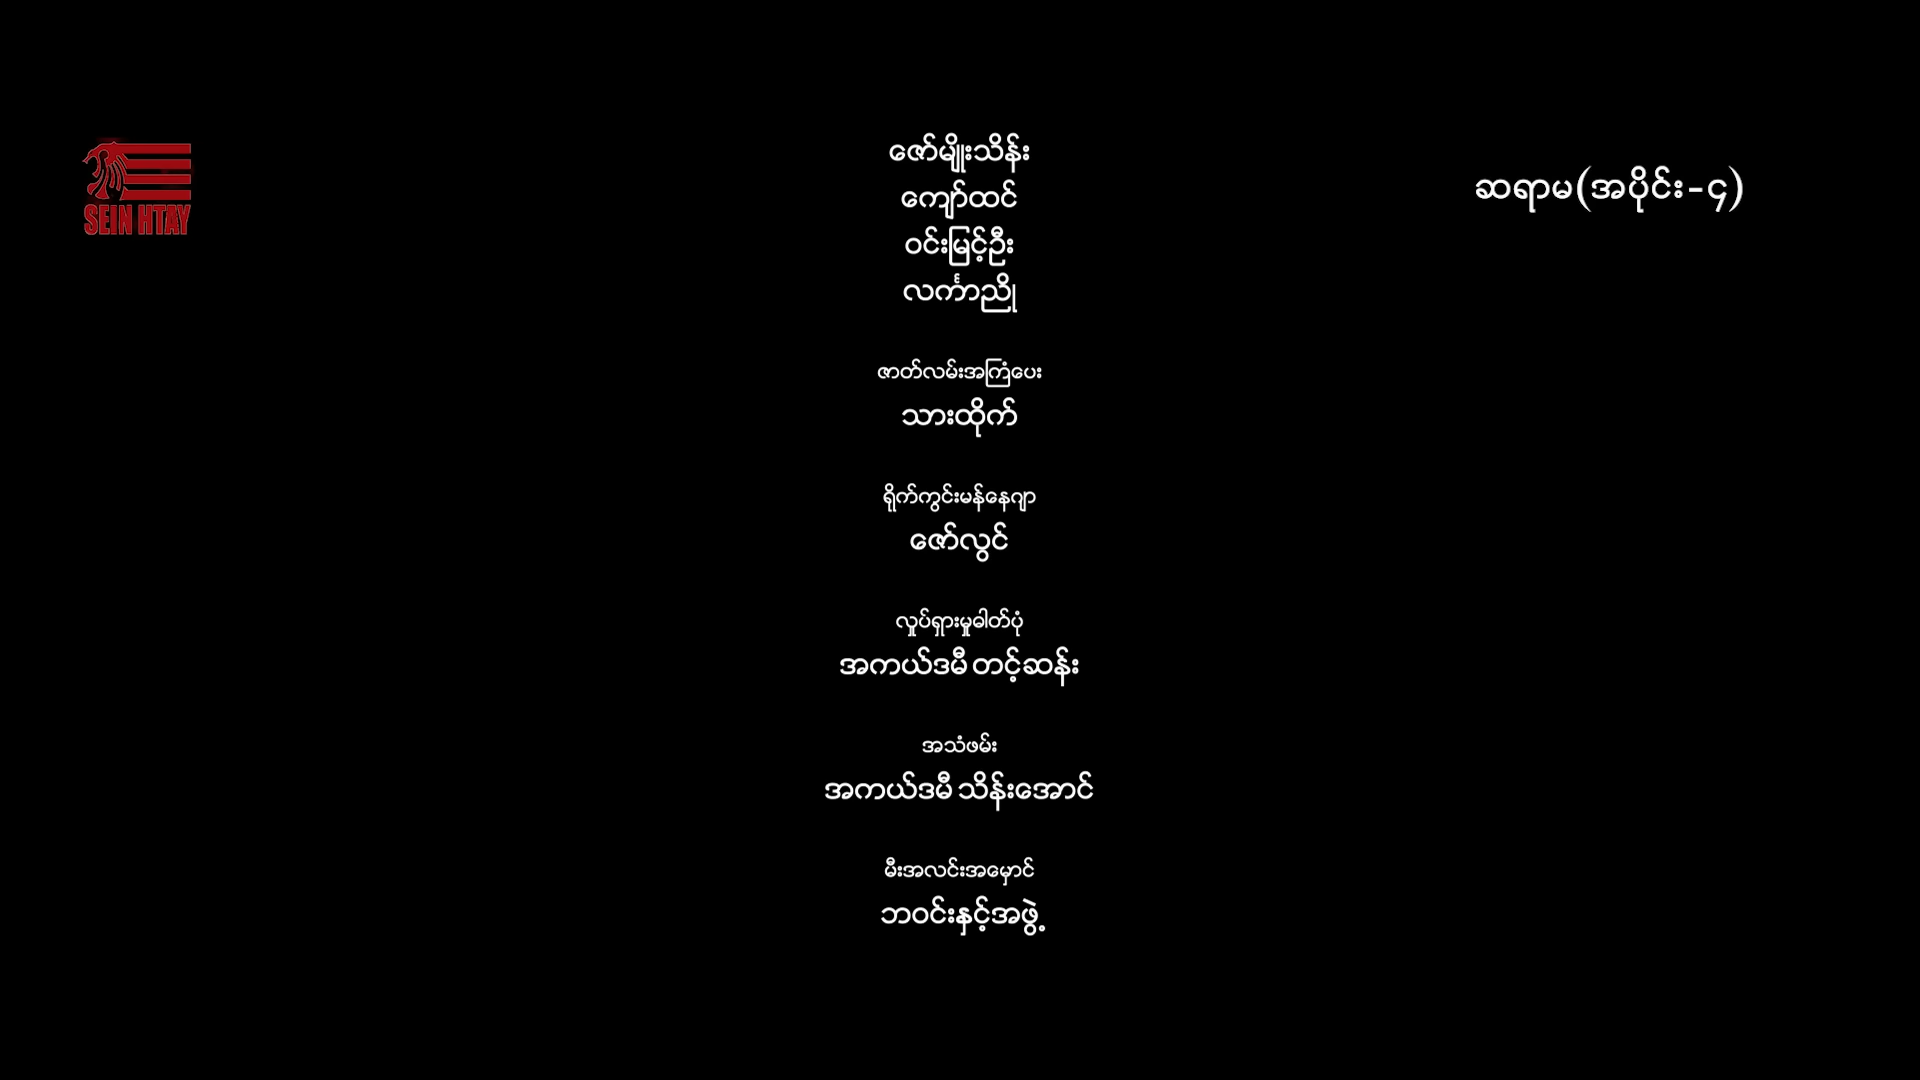 SEIN HTAY
ဆရာမ(အပိုင်း-၄)
ဇော်မျိုးသိန်း
ကျော်ထင်
ဝင်းမြင့်ဦး
လင်္ကာညို
ဇာတ်လမ်းအကြံပေး
သားထိုက်
ရိုက်ကွင်းမန်နေဂျာ
ဇော်လွင်
လှုပ်ရှားမှုဓါတ်ပုံ
အကယ်ဒမီ တင့်ဆန်း
အသံဖမ်း
အကယ်ဒမီ သိန်းအောင်
မီးအလင်းအမှောင်
ဘဝင်းနှင့်အဖွဲ့